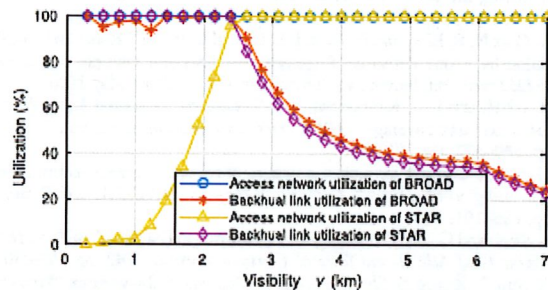 100
80
60
40
20
0
Utilization (%)
Access network utilization of BROAD
Backhual link utilization of BROAD
Access network utilization of STAR
Backhual link utilization of STAR
0 1 2 3 4 5 6 7
Visibility v (km)